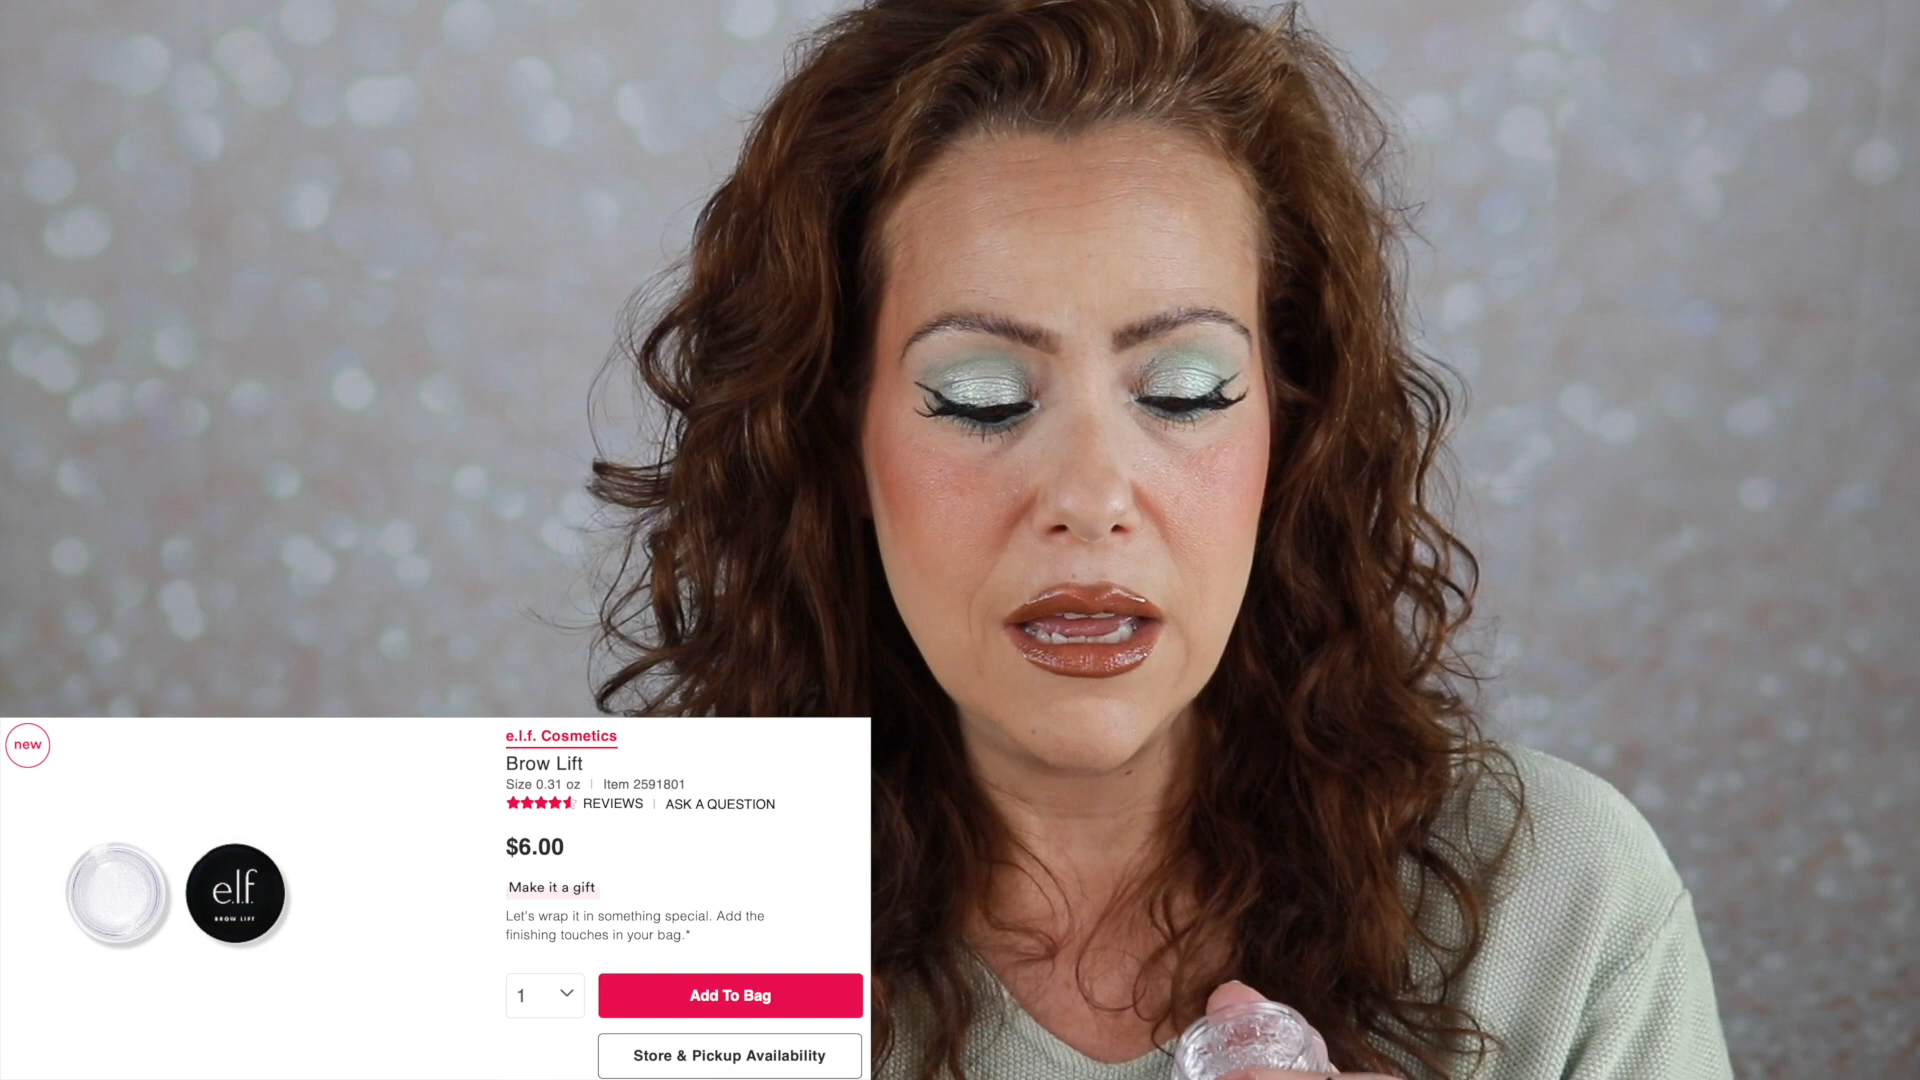 new
e.l.f. Cosmetics
Brow Lift
Size 0.31 oz | Item 2591801
REVIEWS | ASK A QUESTION
$6.00
Make it a gift
Let's wrap it in something special. Add the
finishing touches in your bag.*
e.l.f.
BROW LIFT
1
Add To Bag
Store & Pickup Availability